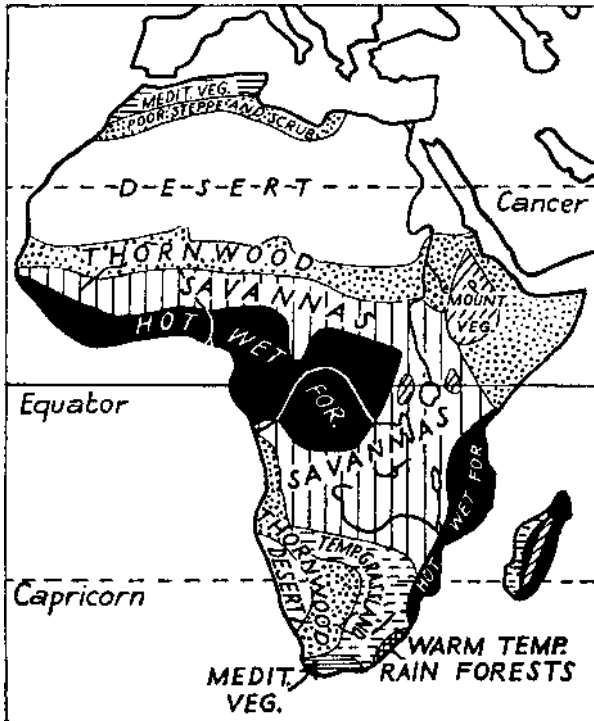 MEDIT. VEG.
POOR STEPPE AND SCRUB
D-E-S-E-R-T
Cancer
THORNWOOD
SAVANNAS
MOUNT.
VEG.
HOT WET FOR.
Equator
SAVANNAS
HOT WET FOR.
THORNWOOD
DESERT
TEMP. GRASSLAND
Capricorn
WARM TEMP.
RAIN FORESTS
MEDIT.
VEG.